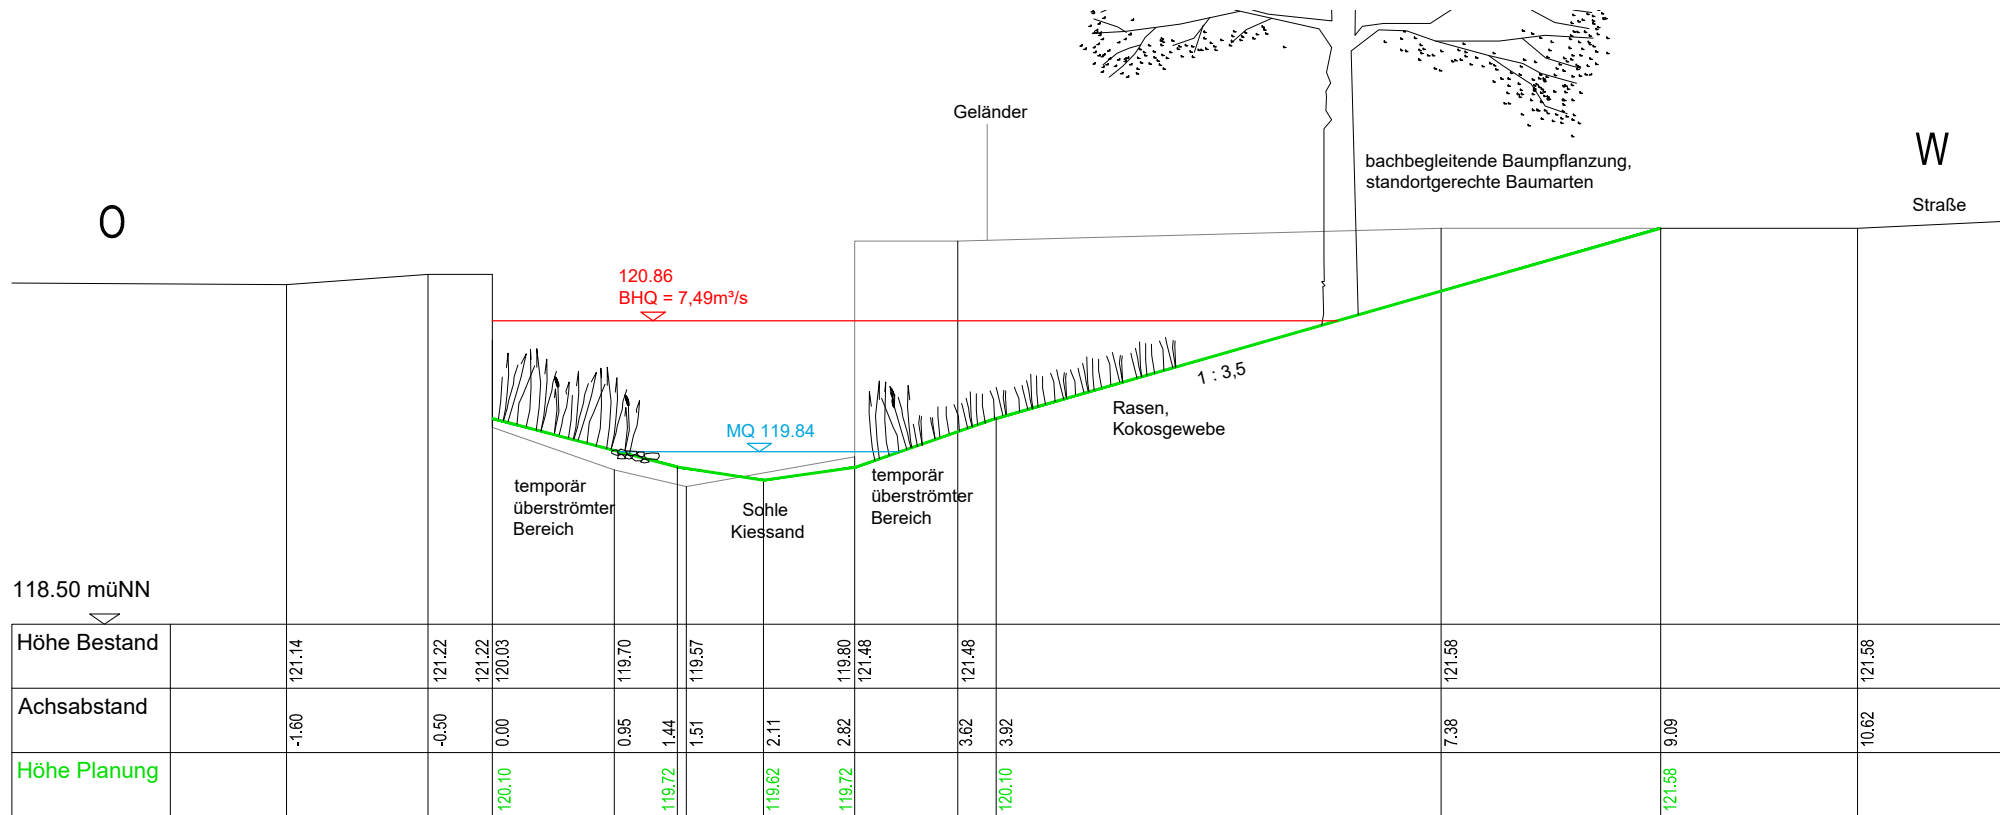 Geländer
W
bachbegleitende Baumpflanzung,
standortgerechte Baumarten
Straße
O
120.86
BHQ = 7,49m³/s
1 : 3,5
Rasen,
Kokosgewebe
MQ 119.84
temporär
überströmter
Bereich
Sohle
Kiessand
temporär
überströmter
Bereich
118.50 müNN
Höhe Bestand 121.14 121.22 121.22 120.03 119.70 119.57 119.80 121.48 121.48 121.58 121.58
Achsabstand -1.60 -0.50 0.00 0.95 1.44 1.51 2.11 2.82 3.62 3.92 7.38 9.09 10.62
Höhe Planung 120.10 119.72 119.62 119.72 120.10 121.58